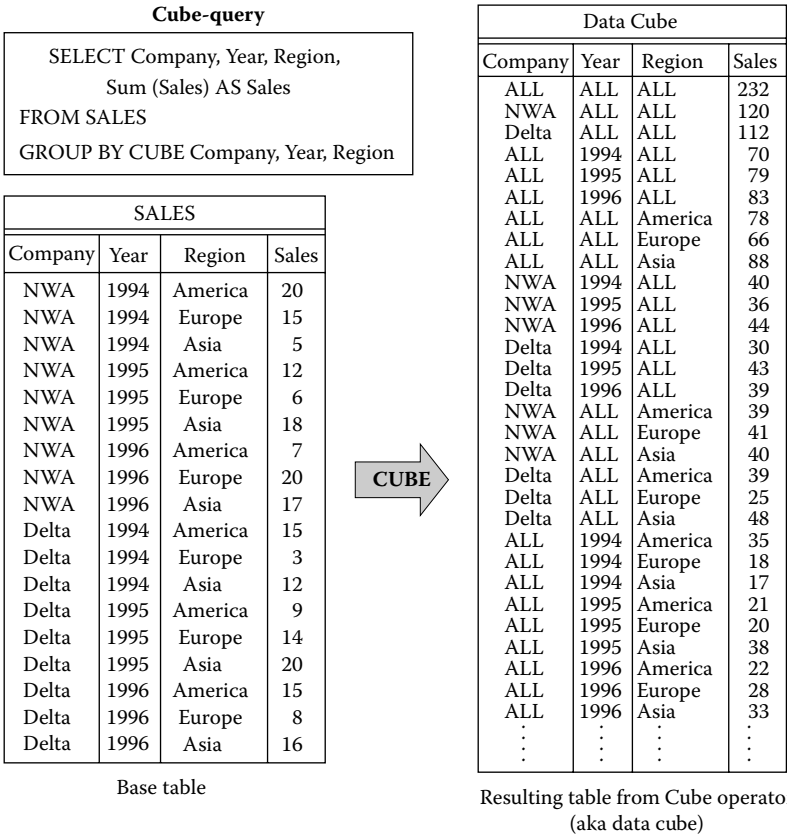 Cube-query
SELECT Company, Year, Region,
Sum (Sales) AS Sales
FROM SALES
GROUP BY CUBE Company, Year, Region
SALES
Company Year Region Sales
NWA 1994 America 20
NWA 1994 Europe 15
NWA 1994 Asia 5
NWA 1995 America 12
NWA 1995 Europe 6
NWA 1995 Asia 18
NWA 1996 America 7
NWA 1996 Europe 20
NWA 1996 Asia 17
Delta 1994 America 15
Delta 1994 Europe 3
Delta 1994 Asia 12
Delta 1995 America 9
Delta 1995 Europe 14
Delta 1995 Asia 20
Delta 1996 America 15
Delta 1996 Europe 8
Delta 1996 Asia 16
Base table
CUBE
Data Cube
Company Year Region Sales
ALL ALL ALL 232
NWA ALL ALL 120
Delta ALL ALL 112
ALL 1994 ALL 70
ALL 1995 ALL 79
ALL 1996 ALL 83
ALL ALL America 78
ALL ALL Europe 66
ALL ALL Asia 88
NWA 1994 ALL 40
NWA 1995 ALL 36
NWA 1996 ALL 44
Delta 1994 ALL 30
Delta 1995 ALL 43
Delta 1996 ALL 39
NWA ALL America 39
NWA ALL Europe 41
NWA ALL Asia 40
Delta ALL America 39
Delta ALL Europe 25
Delta ALL Asia 48
ALL 1994 America 35
ALL 1994 Europe 18
ALL 1994 Asia 17
ALL 1995 America 21
ALL 1995 Europe 20
ALL 1995 Asia 38
ALL 1996 America 22
ALL 1996 Europe 28
ALL 1996 Asia 33
Resulting table from Cube operato
(aka data cube)